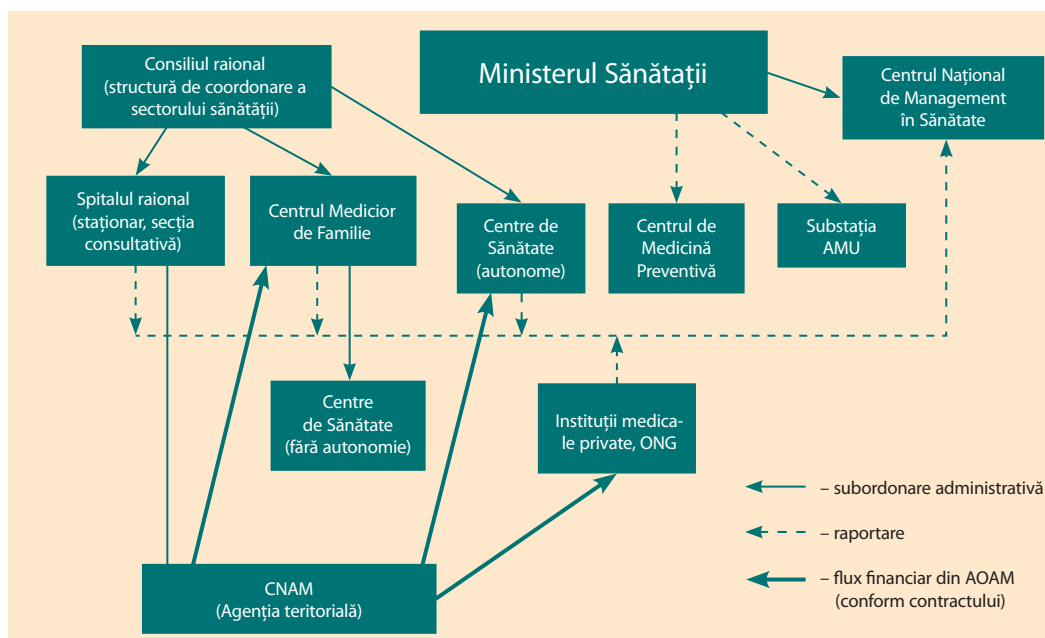 Consiliul raional
(structură de coordonare a
sectorului sănătății)
Ministerul Sănătații
Centrul Național
de Management
în Sănătate
Spitalul raional
(staționar, secția
consultativă)
Centrul Medicior
de Familie
Centre de
Sănătate
(autonome)
Centrul de
Medicină
Preventivă
Substația
AMU
Centre
de Sănătate
(fără autonomie)
Instituții medica-
le private, ONG
CNAM
(Agenția teritorială)
– subordonare administrativă
– raportare
– flux financiar din AOAM
(conform contractului)